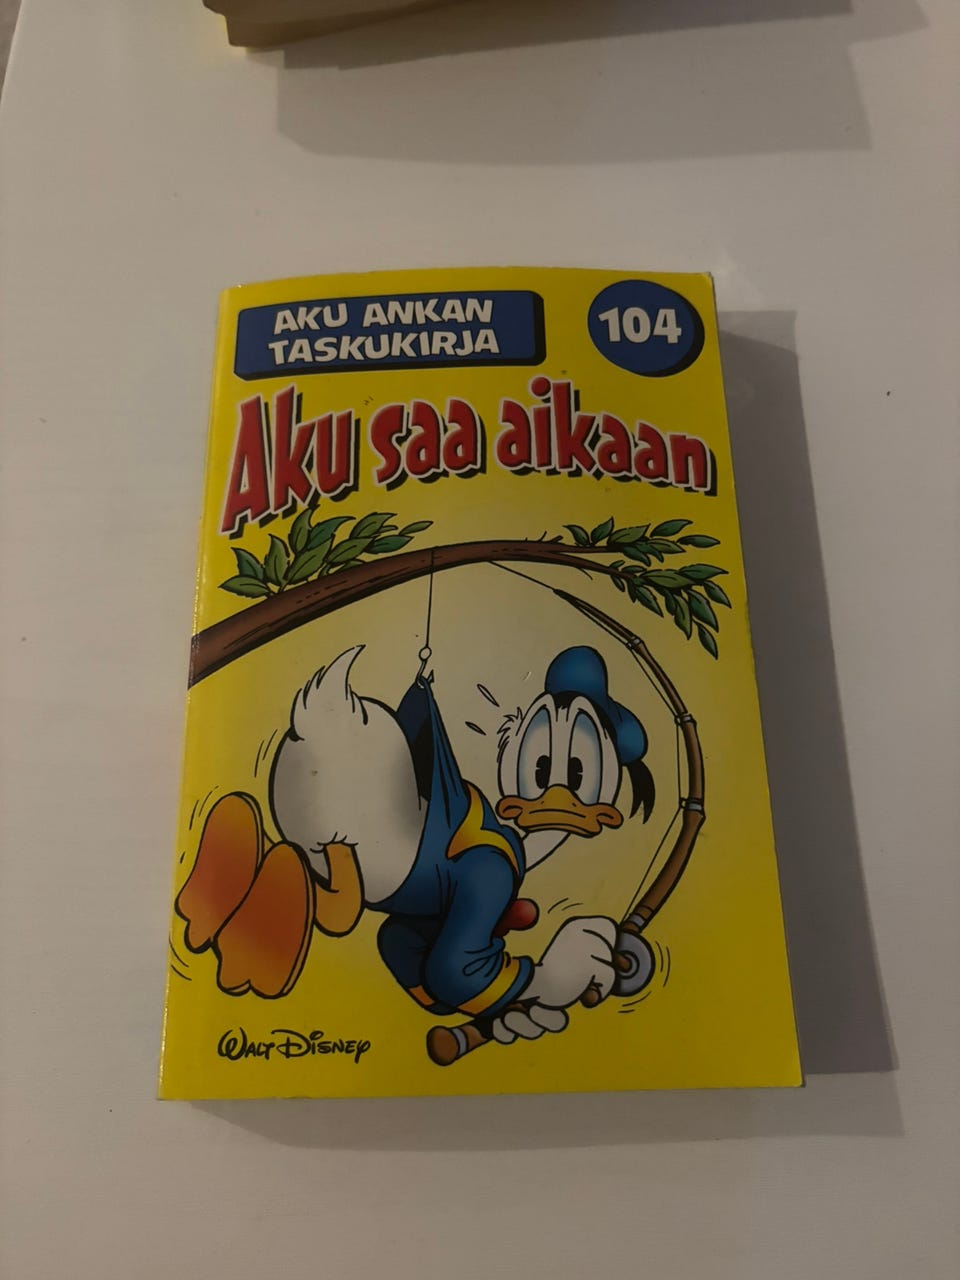 AKU ANKAN
TASKUKIRJA
104
Aku saa aikaan
WALT DISNEY